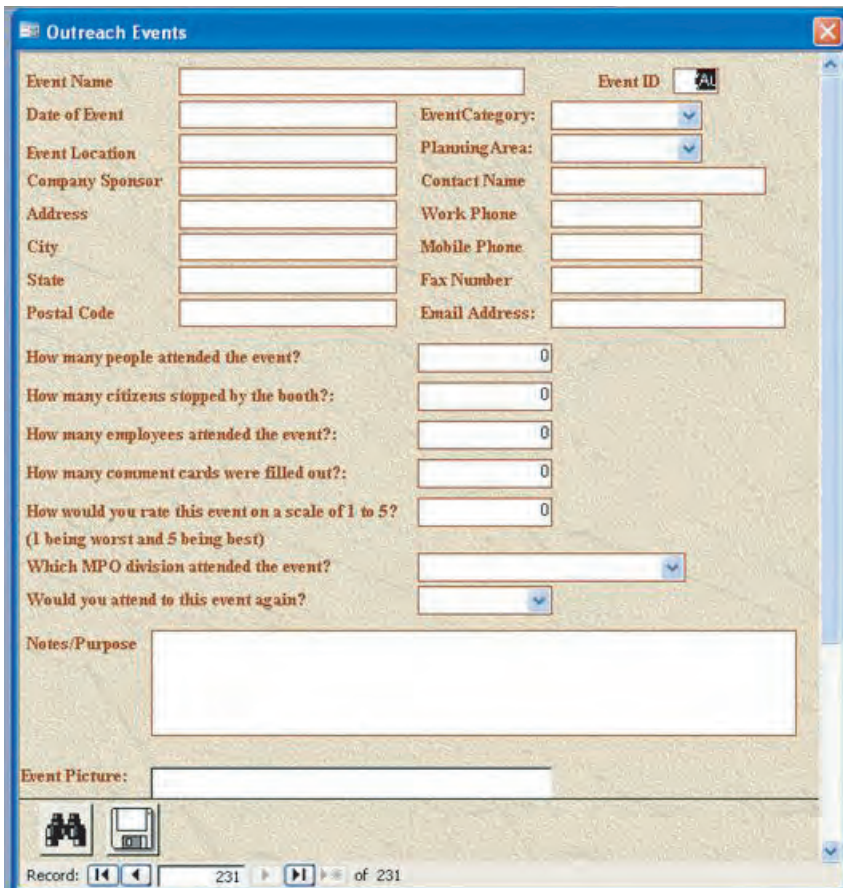 Outreach Events
Event Name Event ID
Date of Event EventCategory:
Event Location PlanningArea:
Company Sponsor Contact Name
Address Work Phone
City Mobile Phone
State Fax Number
Postal Code Email Address:
How many people attended the event? 0
How many citizens stopped by the booth?: 0
How many employees attended the event?: 0
How many comment cards were filled out?: 0
How would you rate this event on a scale of 1 to 5? 0
(1 being worst and 5 being best)
Which MPO division attended the event?
Would you attend to this event again?
Notes/Purpose
Event Picture:
Record: 231 of 231